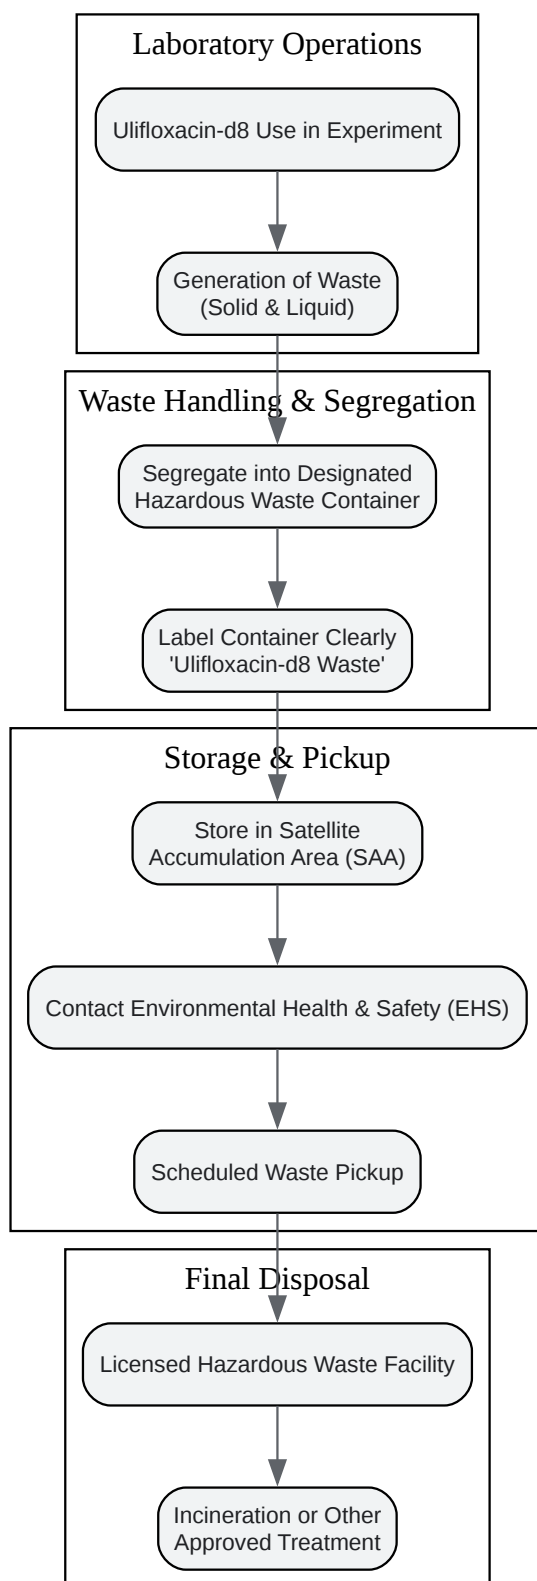 Laboratory Operations
Ulifloxacin-d8 Use in Experiment
Generation of Waste
(Solid & Liquid)
Waste Handling & Segregation
Segregate into Designated
Hazardous Waste Container
Label Container Clearly
'Ulifloxacin-d8 Waste'
Storage & Pickup
Store in Satellite
Accumulation Area (SAA)
Contact Environmental Health & Safety (EHS)
Scheduled Waste Pickup
Final Disposal
Licensed Hazardous Waste Facility
Incineration or Other
Approved Treatment